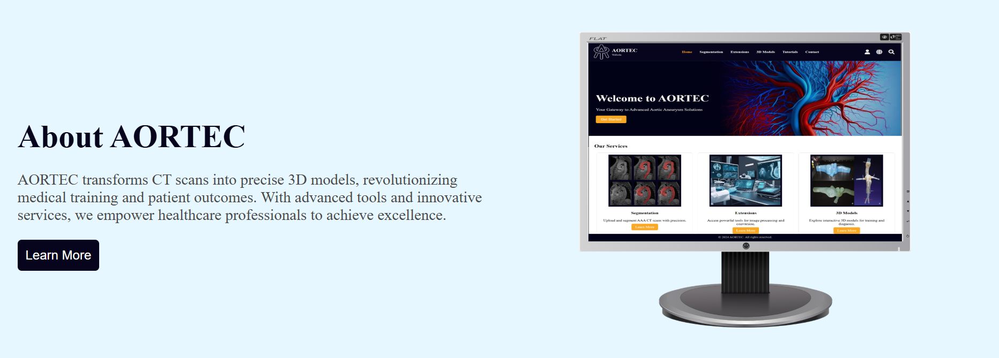 About AORTEC
AORTEC transforms CT scans into precise 3D models, revolutionizing
medical training and patient outcomes. With advanced tools and innovative
services, we empower healthcare professionals to achieve excellence.
Learn More
FLAT
AORTEC
Website
Home Segmentation Extensions 3D Models Tutorials Contact
Welcome to AORTEC
Your Gateway to Advanced Aortic Aneurysm Solutions
Get Started
Our Services
Segmentation
Upload and segment AAA CT scans with precision.
Learn More
Extensions
Access powerful tools for image processing and
conversion.
Learn More
3D Models
Explore interactive 3D models for training and
diagnosis.
Learn More
© 2024 AORTEC. All rights reserved.